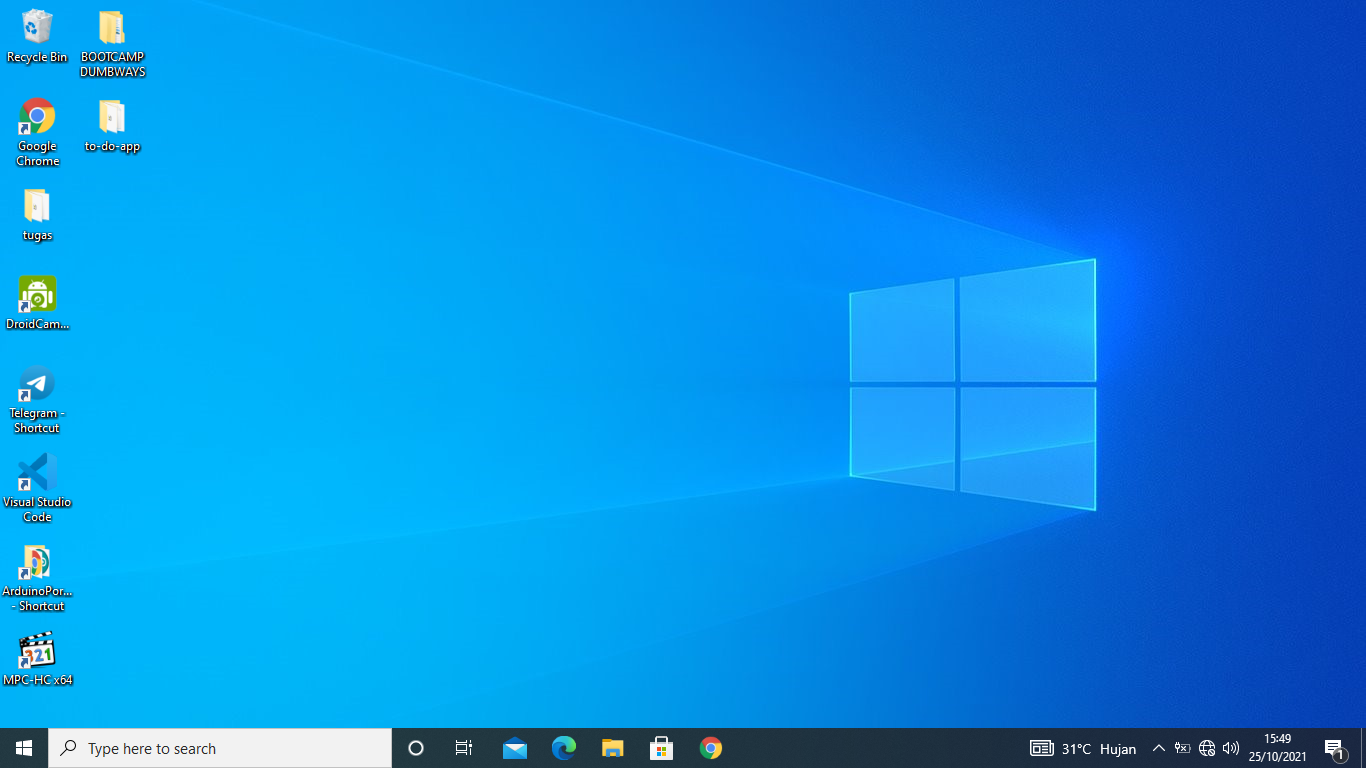 Recycle Bin
BOOTCAMP
DUMBWAYS
Google
Chrome
to-do-app
tugas
DroidCam...
Telegram -
Shortcut
Visual Studio
Code
ArduinoPor...
- Shortcut
321
MPC-HC x64
Type here to search
31°C Hujan
15:49
25/10/2021
1